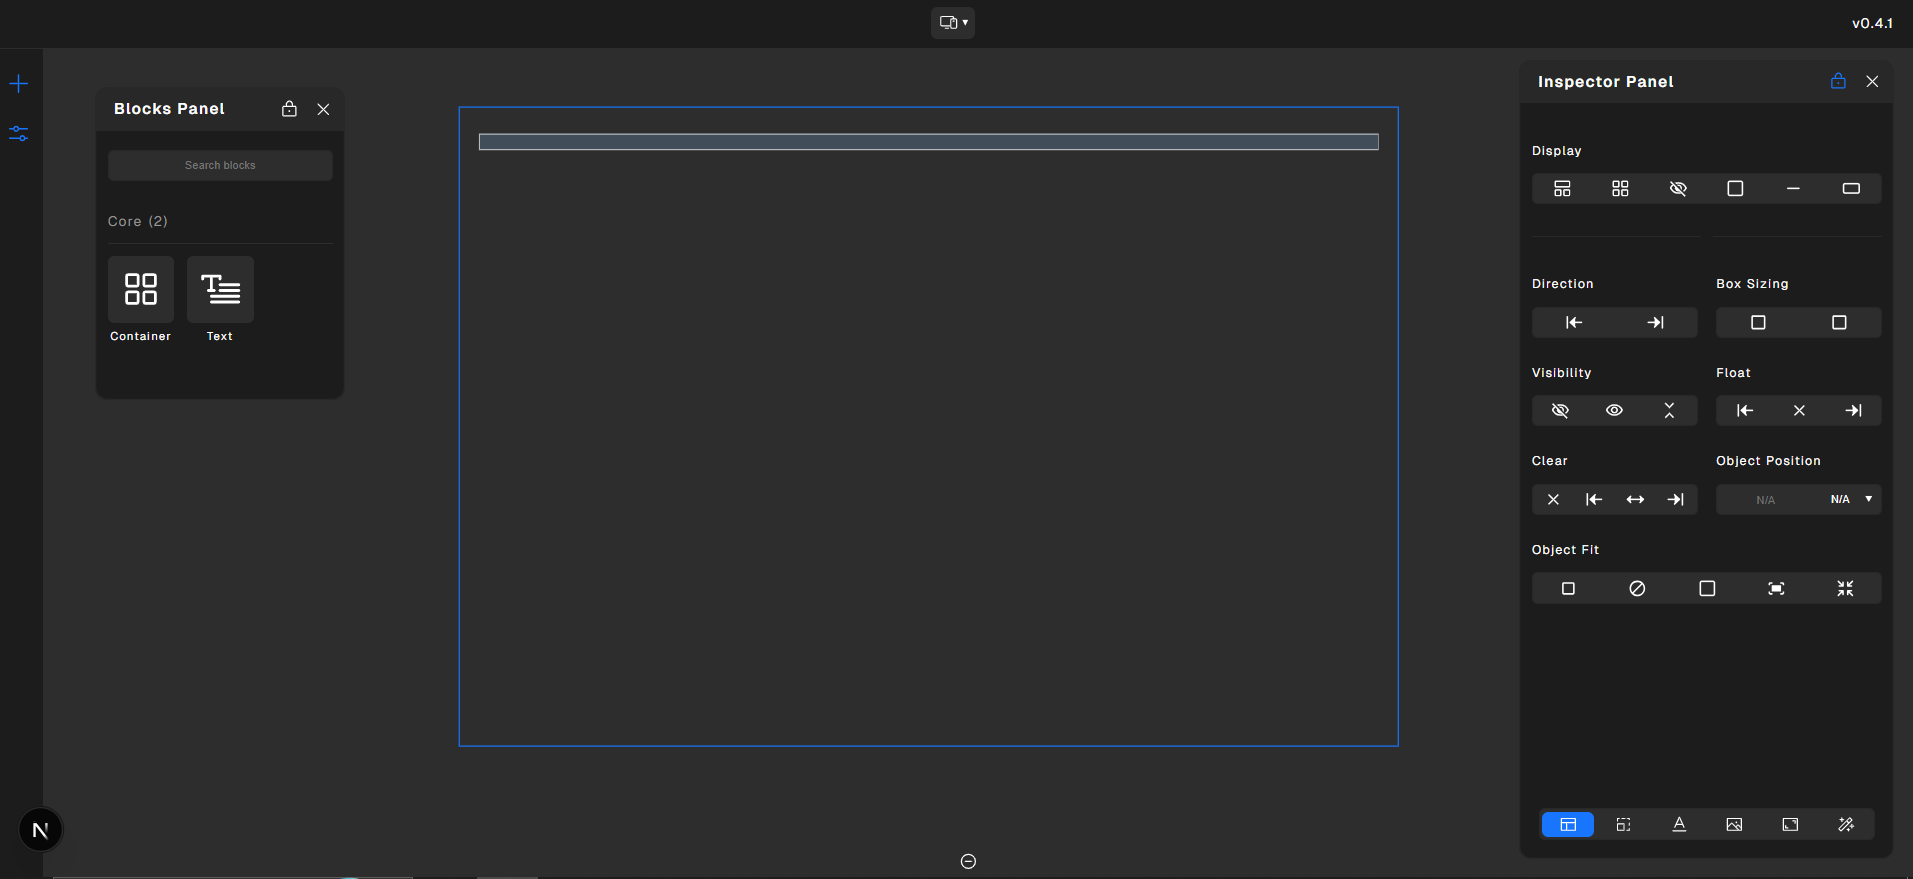 v0.4.1
Blocks Panel
Search blocks
Core (2)
Container
Text
Inspector Panel
Display
Direction
Box Sizing
Visibility
Float
Clear
Object Position
N/A
N/A
Object Fit
N